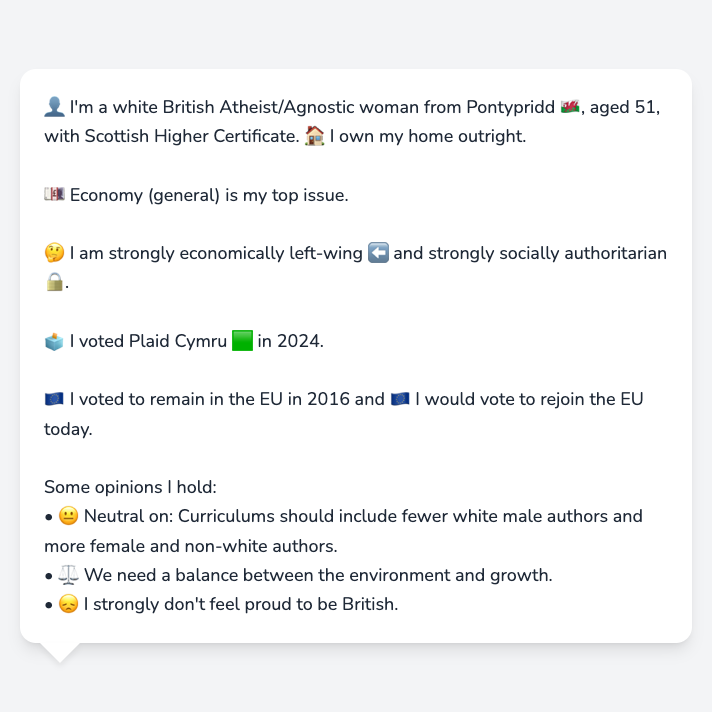 👤 I'm a white British Atheist/Agnostic woman from Pontypridd 🏴󠁧󠁢󠁷󠁬󠁳󠁿, aged 51,
with Scottish Higher Certificate. 🏠 I own my home outright.
💷 Economy (general) is my top issue.
🤔 I am strongly economically left-wing ⬅️ and strongly socially authoritarian
🔒.
🗳️ I voted Plaid Cymru 🟩 in 2024.
🇪🇺 I voted to remain in the EU in 2016 and 🇪🇺 I would vote to rejoin the EU
today.
Some opinions I hold:
• 😐 Neutral on: Curriculums should include fewer white male authors and
more female and non-white authors.
• ⚖️ We need a balance between the environment and growth.
• 😞 I strongly don't feel proud to be British.